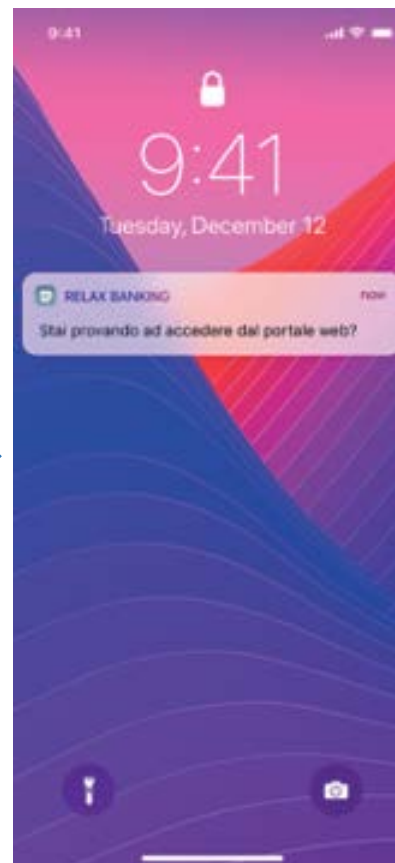 9:41
9:41
Tuesday, December 12
RELAX BANKING now
Stai provando ad accedere dal portale web?